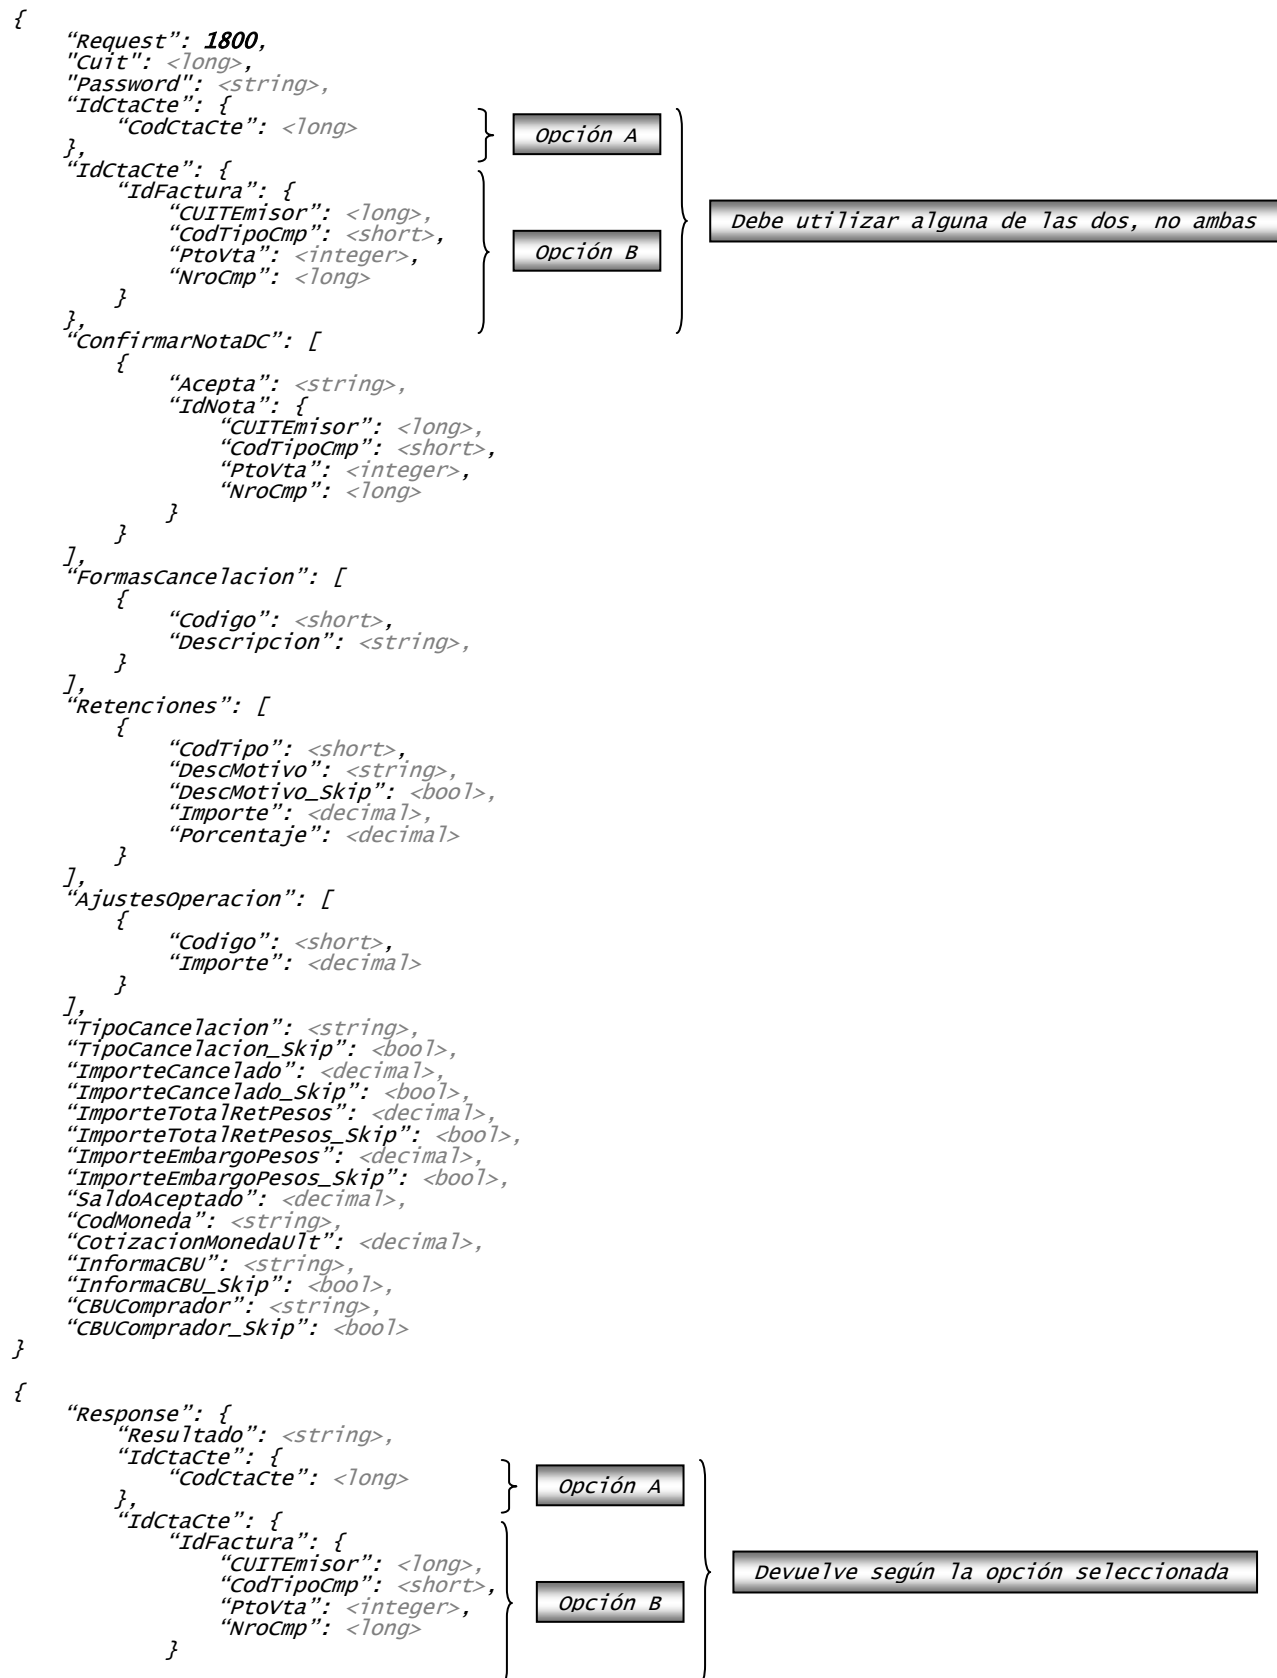 {
“Request”: 1800,
"Cuit": <long>,
"Password": <string>,
“IdCtaCte”: {
“CodCtaCte”: <long>
Opción A
},
“IdCtaCte”: {
“IdFactura”: {
“CUITEmisor”: <long>,
“CodTipoCmp”: <short>,
Debe utilizar alguna de las dos, no ambas
“PtoVta”: <integer>,
Opción B
“NroCmp”: <long>
}
},
“ConfirmarNotaDC”: [
{
“Acepta”: <string>,
“IdNota”: {
“CUITEmisor”: <long>,
“CodTipoCmp”: <short>,
“PtoVta”: <integer>,
“NroCmp”: <long>
}
}
],
“FormasCancelacion”: [
{
“Codigo”: <short>,
“Descripcion”: <string>,
}
],
“Retenciones”: [
{
“CodTipo”: <short>,
“DescMotivo”: <string>,
“DescMotivo_Skip”: <bool>,
“Importe”: <decimal>,
“Porcentaje”: <decimal>
}
],
“AjustesOperacion”: [
{
“Codigo”: <short>,
“Importe”: <decimal>
}
],
“TipoCancelacion”: <string>,
“TipoCancelacion_Skip”: <bool>,
“ImporteCancelado”: <decimal>,
“ImporteCancelado_Skip”: <bool>,
“ImporteTotalRetPesos”: <decimal>,
“ImporteTotalRetPesos_Skip”: <bool>,
“ImporteEmbargoPesos”: <decimal>,
“ImporteEmbargoPesos_Skip”: <bool>,
“SaldoAceptado”: <decimal>,
“CodMoneda”: <string>,
“CotizacionMonedaUlt”: <decimal>,
“InformaCBU”: <string>,
“InformaCBU_Skip”: <bool>,
“CBUComprador”: <string>,
“CBUComprador_Skip”: <bool>
}
{
“Response”: {
“Resultado”: <string>,
“IdCtaCte”: {
“CodCtaCte”: <long>
Opción A
},
“IdCtaCte”: {
“IdFactura”: {
“CUITEmisor”: <long>,
Devuelve según la opción seleccionada
“CodTipoCmp”: <short>,
“PtoVta”: <integer>,
Opción B
“NroCmp”: <long>
}